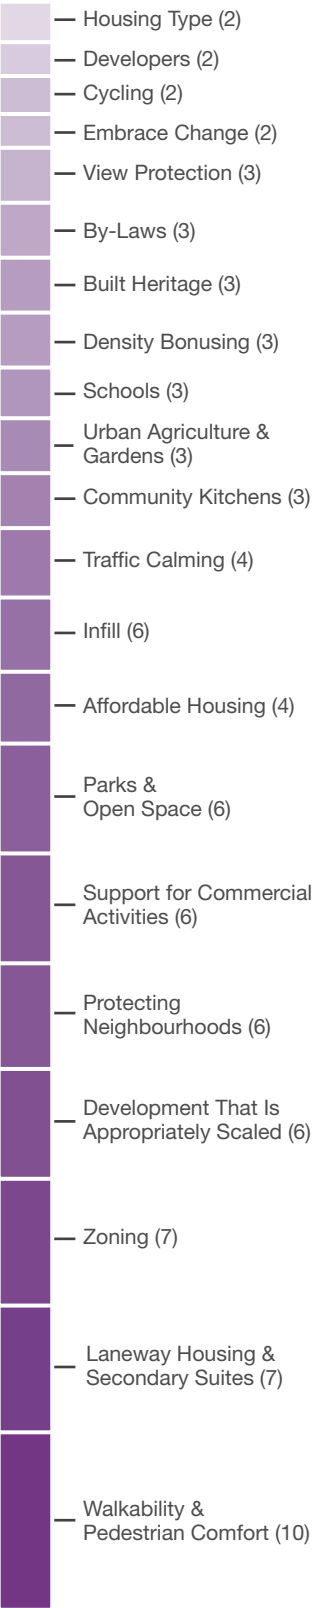 Housing Type (2)
Developers (2)
Cycling (2)
Embrace Change (2)
View Protection (3)
By-Laws (3)
Built Heritage (3)
Density Bonusing (3)
Schools (3)
Urban Agriculture &
Gardens (3)
Community Kitchens (3)
Traffic Calming (4)
Infill (6)
Affordable Housing (4)
Parks &
Open Space (6)
Support for Commercial
Activities (6)
Protecting
Neighbourhoods (6)
Development That Is
Appropriately Scaled (6)
Zoning (7)
Laneway Housing &
Secondary Suites (7)
Walkability &
Pedestrian Comfort (10)